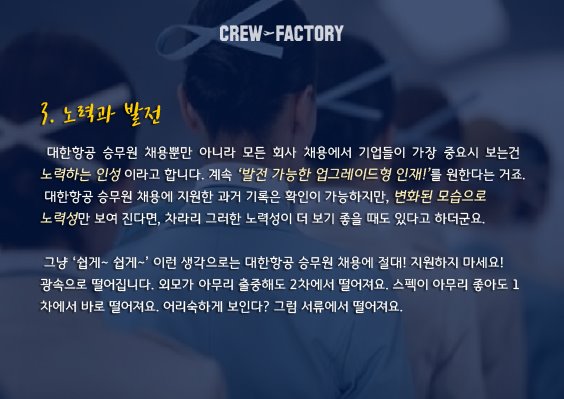 CREW FACTORY
3. 노력과 발전
대한항공 승무원 채용뿐만 아니라 모든 회사 채용에서 기업들이 가장 중요시 보는건
노력하는 인성 이라고 합니다. 계속 '발전 가능한 업그레이드형 인재!'를 원한다는 거죠.
대한항공 승무원 채용에 지원한 과거 기록은 확인이 가능하지만, 변화된 모습으로
노력성만 보여 진다면, 차라리 그러한 노력성이 더 보기 좋을 때도 있다고 하더군요.
그냥 '쉽게~ 쉽게~' 이런 생각으로는 대한항공 승무원 채용에 절대! 지원하지 마세요!
광속으로 떨어집니다. 외모가 아무리 출중해도 2차에서 떨어져요. 스펙이 아무리 좋아도 1
차에서 바로 떨어져요. 어리숙하게 보인다? 그럼 서류에서 떨어져요.